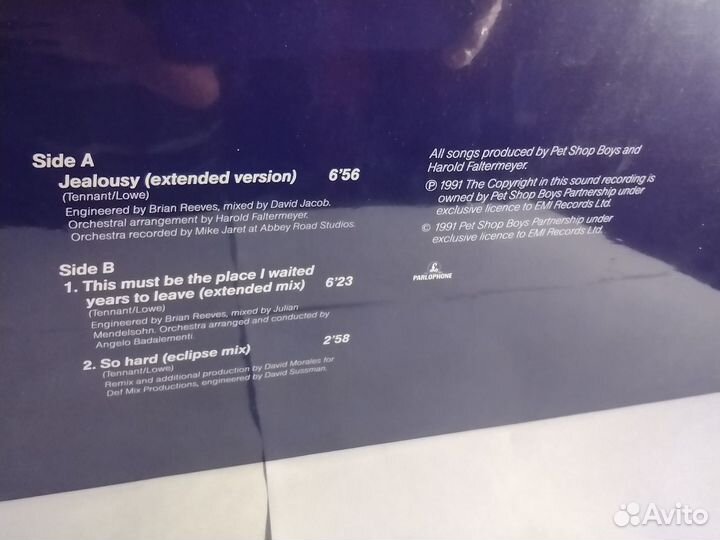 Side A
Jealousy (extended version) 6'56
(Tennant/Lowe)
Engineered by Brian Reeves, mixed by David Jacob.
Orchestral arrangement by Harold Faltermeyer.
Orchestra recorded by Mike Jaret at Abbey Road Studios.
Side B
1. This must be the place I waited
years to leave (extended mix) 6'23
(Tennant/Lowe)
Engineered by Brian Reeves, mixed by Julian
Mendelsohn. Orchestra arranged and conducted by
Angelo Badalementi.
2. So hard (eclipse mix) 2'58
(Tennant/Lowe)
Remix and additional production by David Morales for
Def Mix Productions, engineered by David Sussman.
All songs produced by Pet Shop Boys and
Harold Faltermeyer.
℗ 1991 The Copyright in this sound recording is
owned by Pet Shop Boys Partnership under
exclusive licence to EMI Records Ltd.
© 1991 Pet Shop Boys Partnership under
exclusive licence to EMI Records Ltd.
PARLOPHONE
Avito